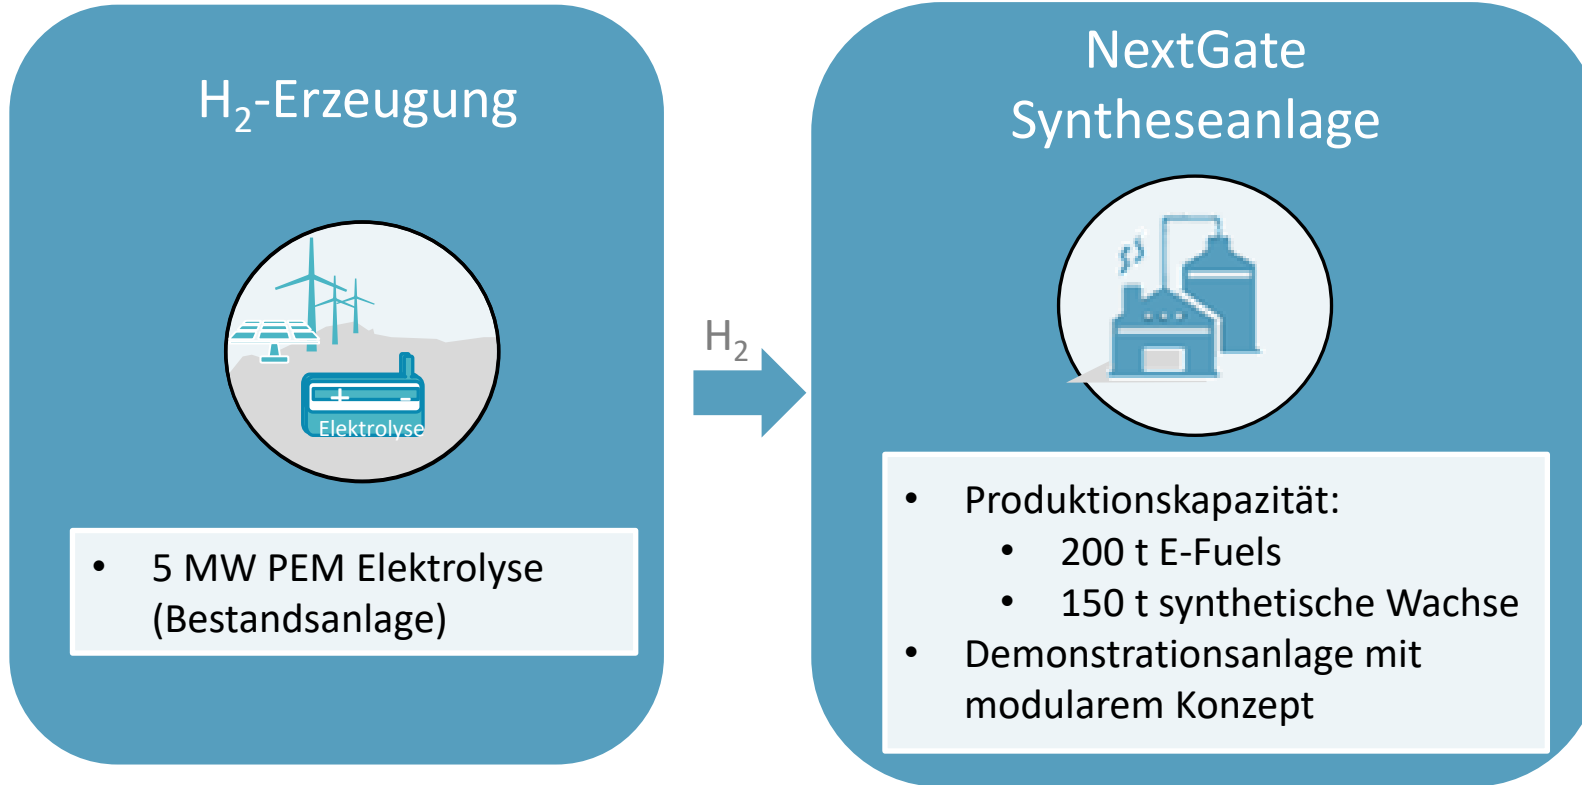 H₂-Erzeugung
Elektrolyse
• 5 MW PEM Elektrolyse
(Bestandsanlage)
H₂
NextGate
Syntheseanlage
• Produktionskapazität:
• 200 t E-Fuels
• 150 t synthetische Wachse
• Demonstrationsanlage mit
modularem Konzept